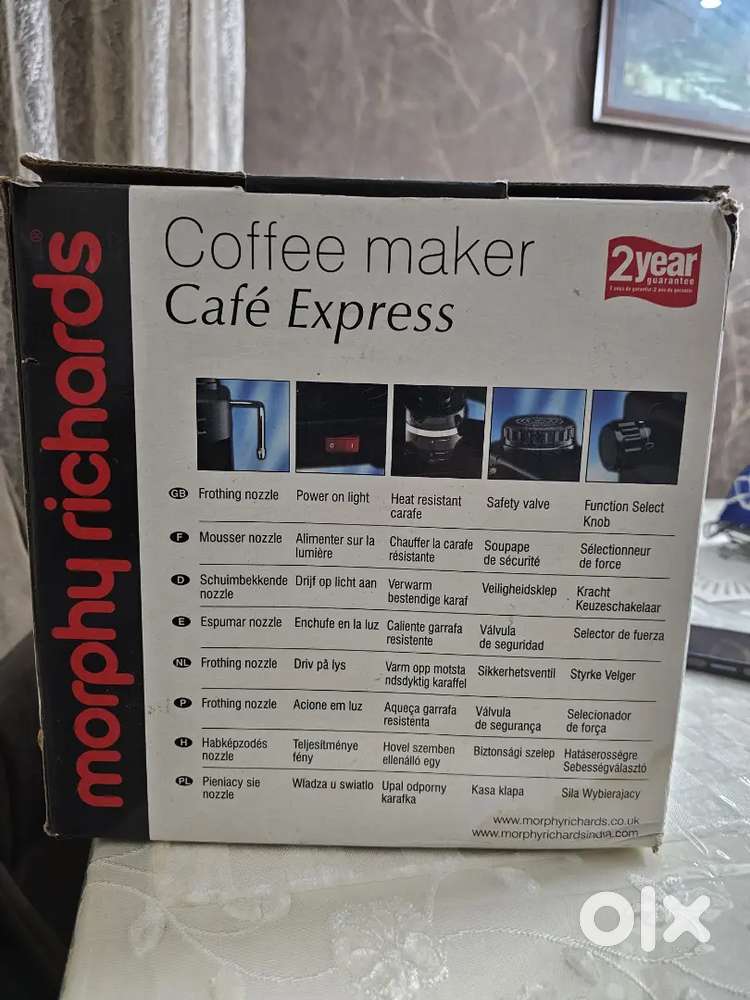 morphy richards®
Coffee maker
Café Express
2year
guarantee
GB Frothing nozzle Power on light Heat resistant carafe Safety valve Function Select Knob
F Mousser nozzle Alimenter sur la lumière Chauffer la carafe résistante Soupape de sécurité Sélectionneur de force
D Schuimbekkende nozzle Drijf op licht aan Verwarm bestendige karaf Veiligheidsklep Kracht Keuzeschakelaar
E Espumar nozzle Enchufe en la luz Caliente garrafa resistente Válvula de seguridad Selector de fuerza
NL Frothing nozzle Driv på lys Varm opp motsta ndsdyktig karaffel Sikkerhetsventil Styrke Velger
P Frothing nozzle Acione em luz Aqueça garrafa resistenta Válvula de segurança Selecionador de força
H Habképzodés nozzle Teljesítménye fény Hovel szemben ellenálló egy Biztonsági szelep Hatáserosségre Sebességválasztó
PL Pieniacy sie nozzle Wladza u swiatlo Upal odporny karafka Kasa klapa Sila Wybierajacy
www.morphyrichards.co.uk
www.morphyrichardsindia.com
olx